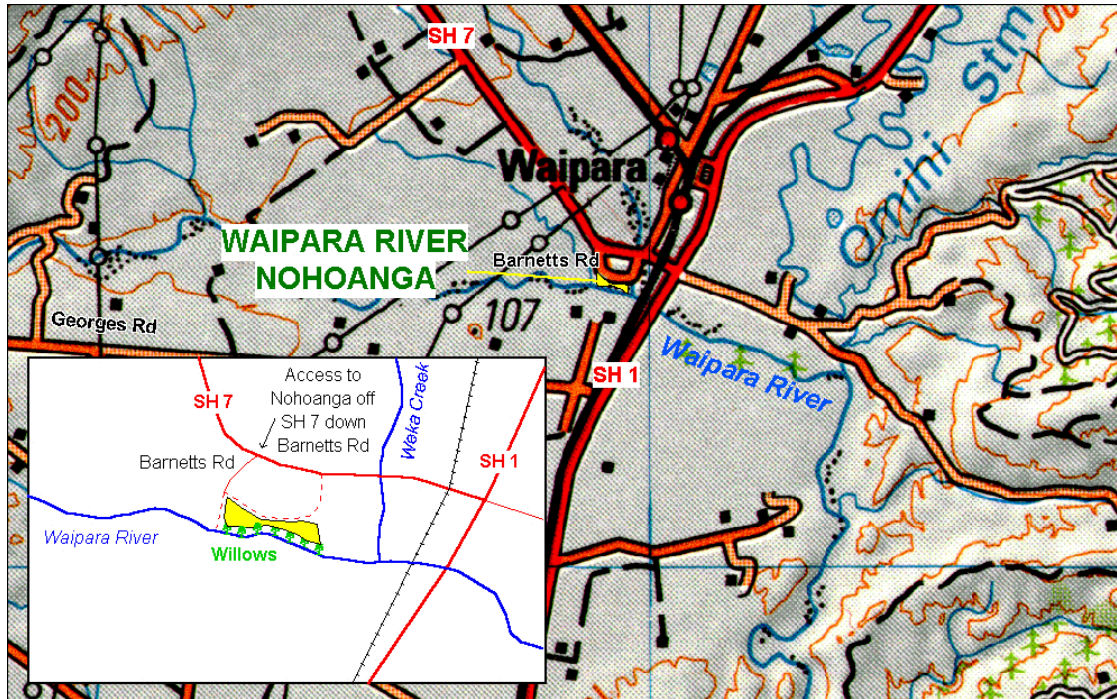 SH 7
200
Waipara
Omihi
Stm
WAIPARA RIVER
NOHOANGA
Barnetts Rd
107
Georges Rd
SH 1
Waipara River
Access to
Nohoanga off
SH 7 down
Barnetts Rd
SH 7
Weka Creek
Barnetts Rd
SH 1
Waipara River
Willows